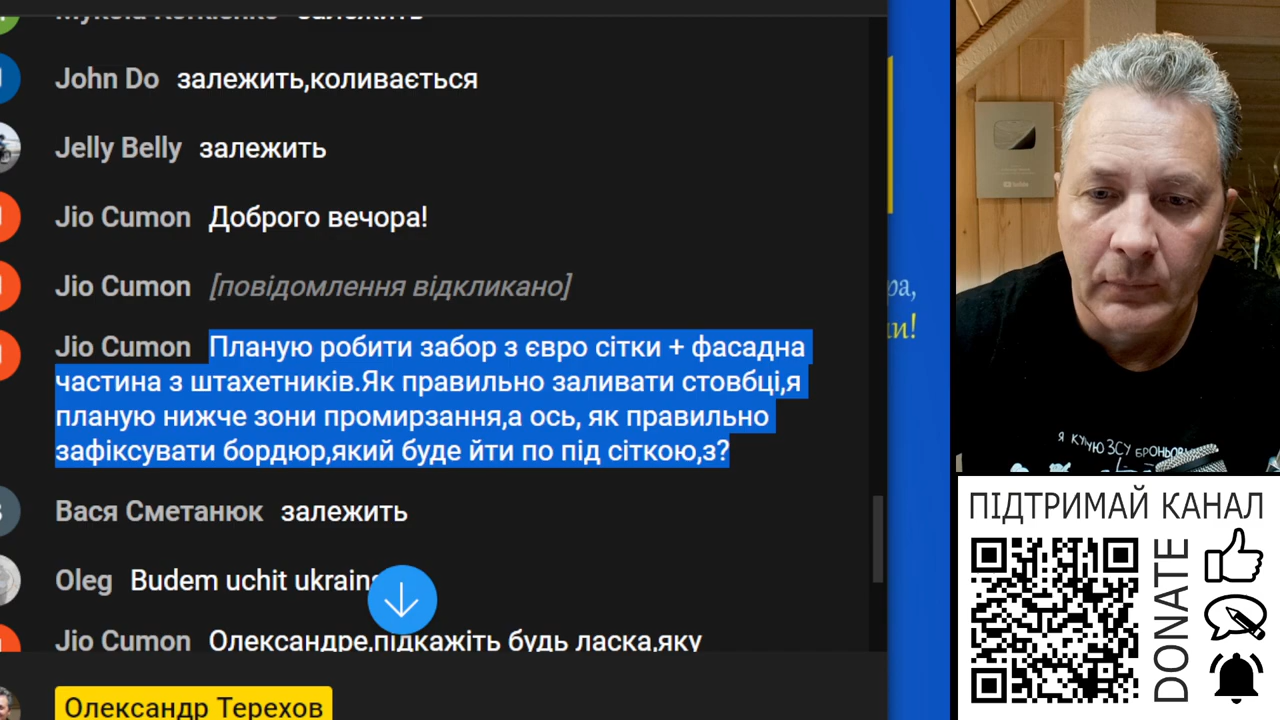 залежить
John Do залежить,коливається
Jelly Belly залежить
Jio Cumon Доброго вечора!
Jio Cumon [повідомлення відкликано]
Jio Cumon Планую робити забор з євро сітки + фасадна
частина з штахетників.Як правильно заливати стовбці,я
планую нижче зони промирзання,а ось, як правильно
зафіксувати бордюр,який буде йти по під сіткою,з?
Вася Сметанюк залежить
Oleg Budem uchit
Jio Cumon Олександре,підкажіть будь ласка,яку
Олександр Терехов
Я КУПУЮ ЗСУ
ПІДТРИМАЙ КАНАЛ
DONATE